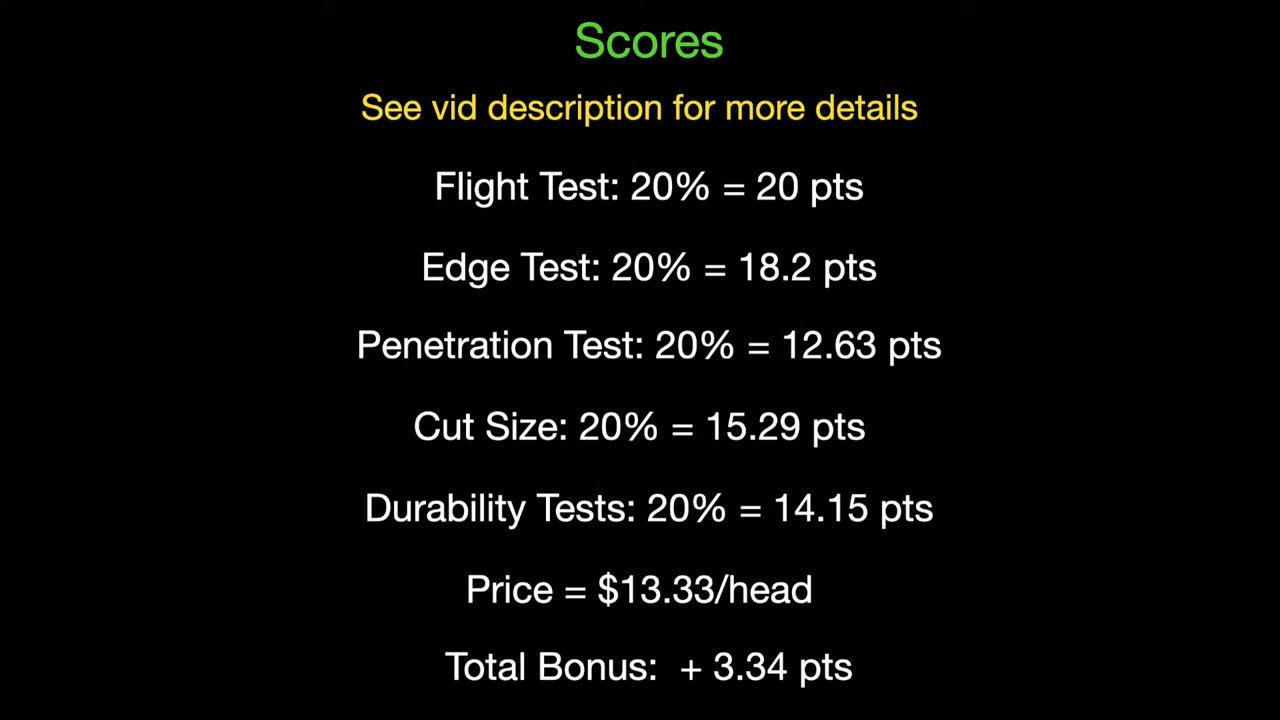 Scores
See vid description for more details
Flight Test: 20% = 20 pts
Edge Test: 20% = 18.2 pts
Penetration Test: 20% = 12.63 pts
Cut Size: 20% = 15.29 pts
Durability Tests: 20% = 14.15 pts
Price = $13.33/head
Total Bonus:  + 3.34 pts